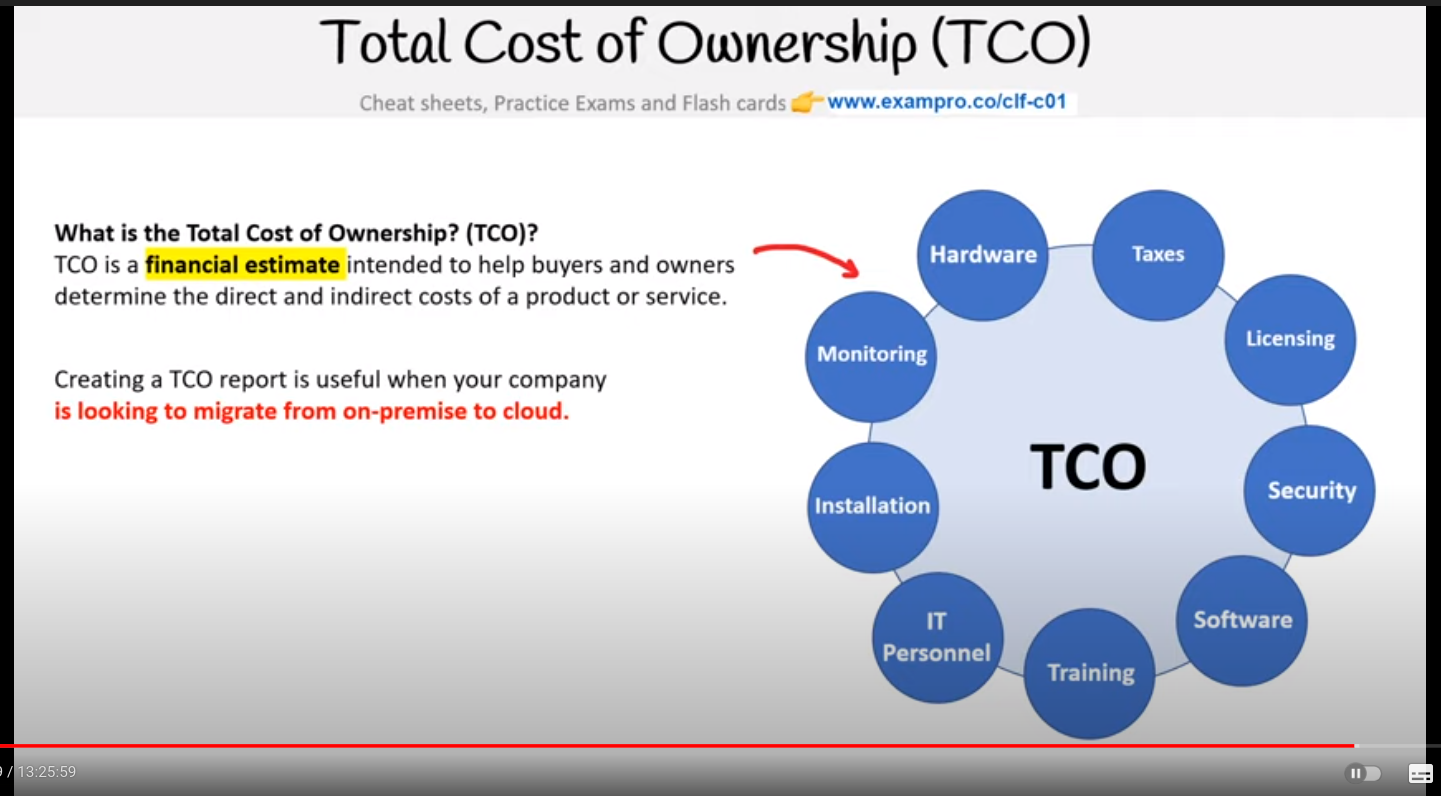 Total Cost of Ownership (TCO)
Cheat sheets, Practice Exams and Flash cards 👉 www.exampro.co/clf-c01
What is the Total Cost of Ownership? (TCO)?
TCO is a financial estimate intended to help buyers and owners
determine the direct and indirect costs of a product or service.
Creating a TCO report is useful when your company
is looking to migrate from on-premise to cloud.
Hardware
Taxes
Monitoring
Licensing
TCO
Installation
Security
IT
Personnel
Training
Software
9 / 13:25:59